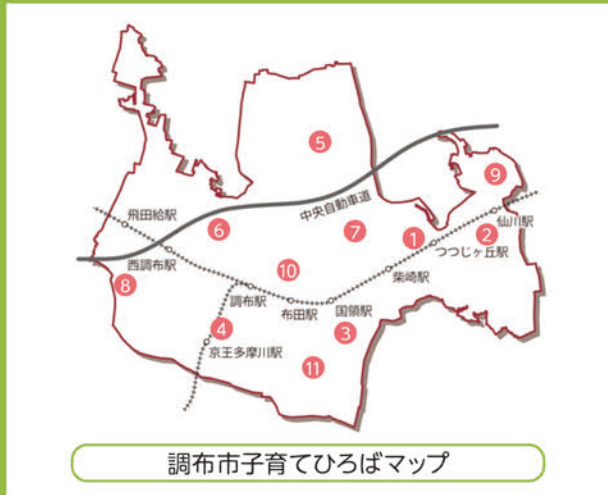 ⑤
⑨
中央自動車道
飛田給駅
仙川駅
⑥
⑦
①
②
つつじヶ丘駅
西調布駅
⑩
柴崎駅
⑧
調布駅
布田駅
国領駅
④
③
京王多摩川駅
⑪
調布市子育てひろばマップ